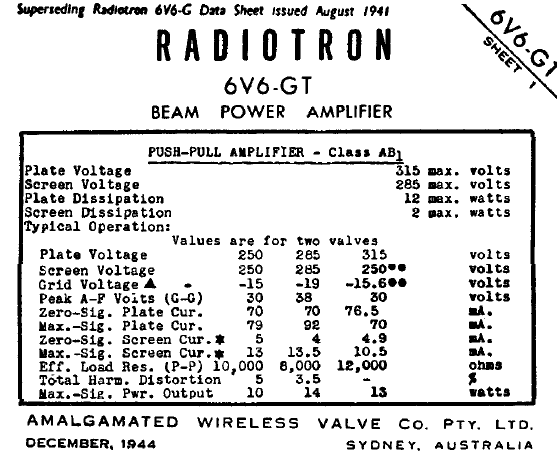 Superseding Radiotron 6V6-G Data Sheet issued August 1941
6V6-GT
SHEET 1
RADIOTRON
6V6-GT
BEAM POWER AMPLIFIER
PUSH-PULL AMPLIFIER - Class AB1
Plate Voltage 315 max. volts
Screen Voltage 285 max. volts
Plate Dissipation 12 max. watts
Screen Dissipation 2 max. watts
Typical Operation:
Values are for two valves
Plate Voltage 250 285 315 volts
Screen Voltage 250 285 250●● volts
Grid Voltage ▲ • -15 -19 -15.6●● volts
Peak A-F Volts (G-G) 30 38 30 volts
Zero-Sig. Plate Cur. 70 70 76.5 mA.
Max.-Sig. Plate Cur. 79 92 70 mA.
Zero-Sig. Screen Cur.* 5 4 4.9 mA.
Max.-Sig. Screen Cur.* 13 13.5 10.5 mA.
Eff. Load Res. (P-P) 10,000 8,000 12,000 ohms
Total Harm. Distortion 5 3.5 - %
Max.-Sig. Pwr. Output 10 14 13 watts
AMALGAMATED WIRELESS VALVE CO. PTY. LTD.
DECEMBER, 1944 SYDNEY, AUSTRALIA